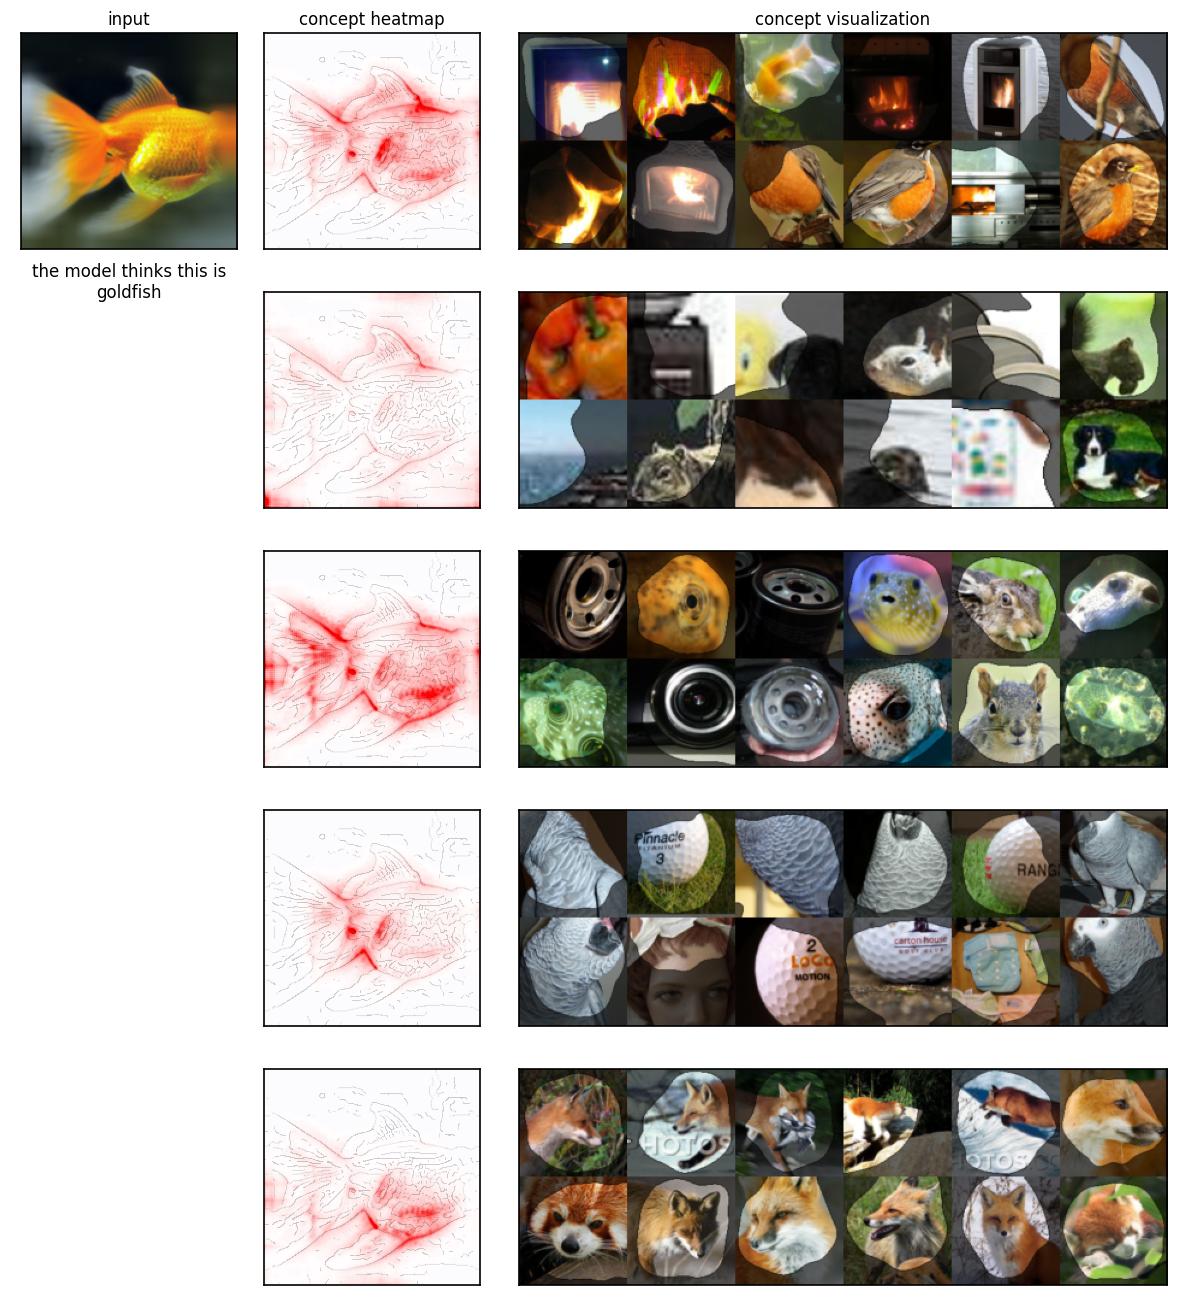 input
concept heatmap
concept visualization
the model thinks this is
goldfish
Pinnacle
3
RANG
2
LOCO
MOTION
carton house
HOTOS